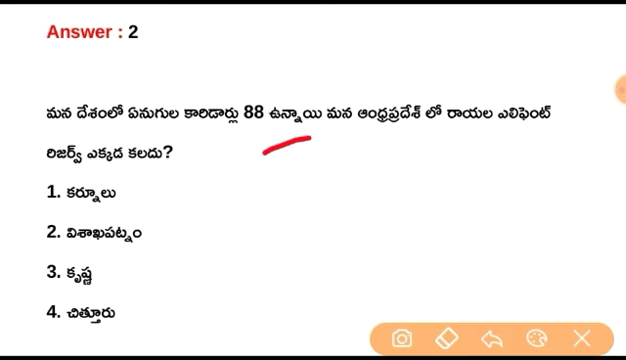 Answer : 2
మన దేశంలో ఏనుగుల కారిడార్లు 88 ఉన్నాయి మన ఆంధ్రప్రదేశ్ లో రాయల ఎలిఫెంట్
రిజర్వ్ ఎక్కడ కలదు?
1. కర్నూలు
2. విశాఖపట్నం
3. కృష్ణ
4. చిత్తూరు